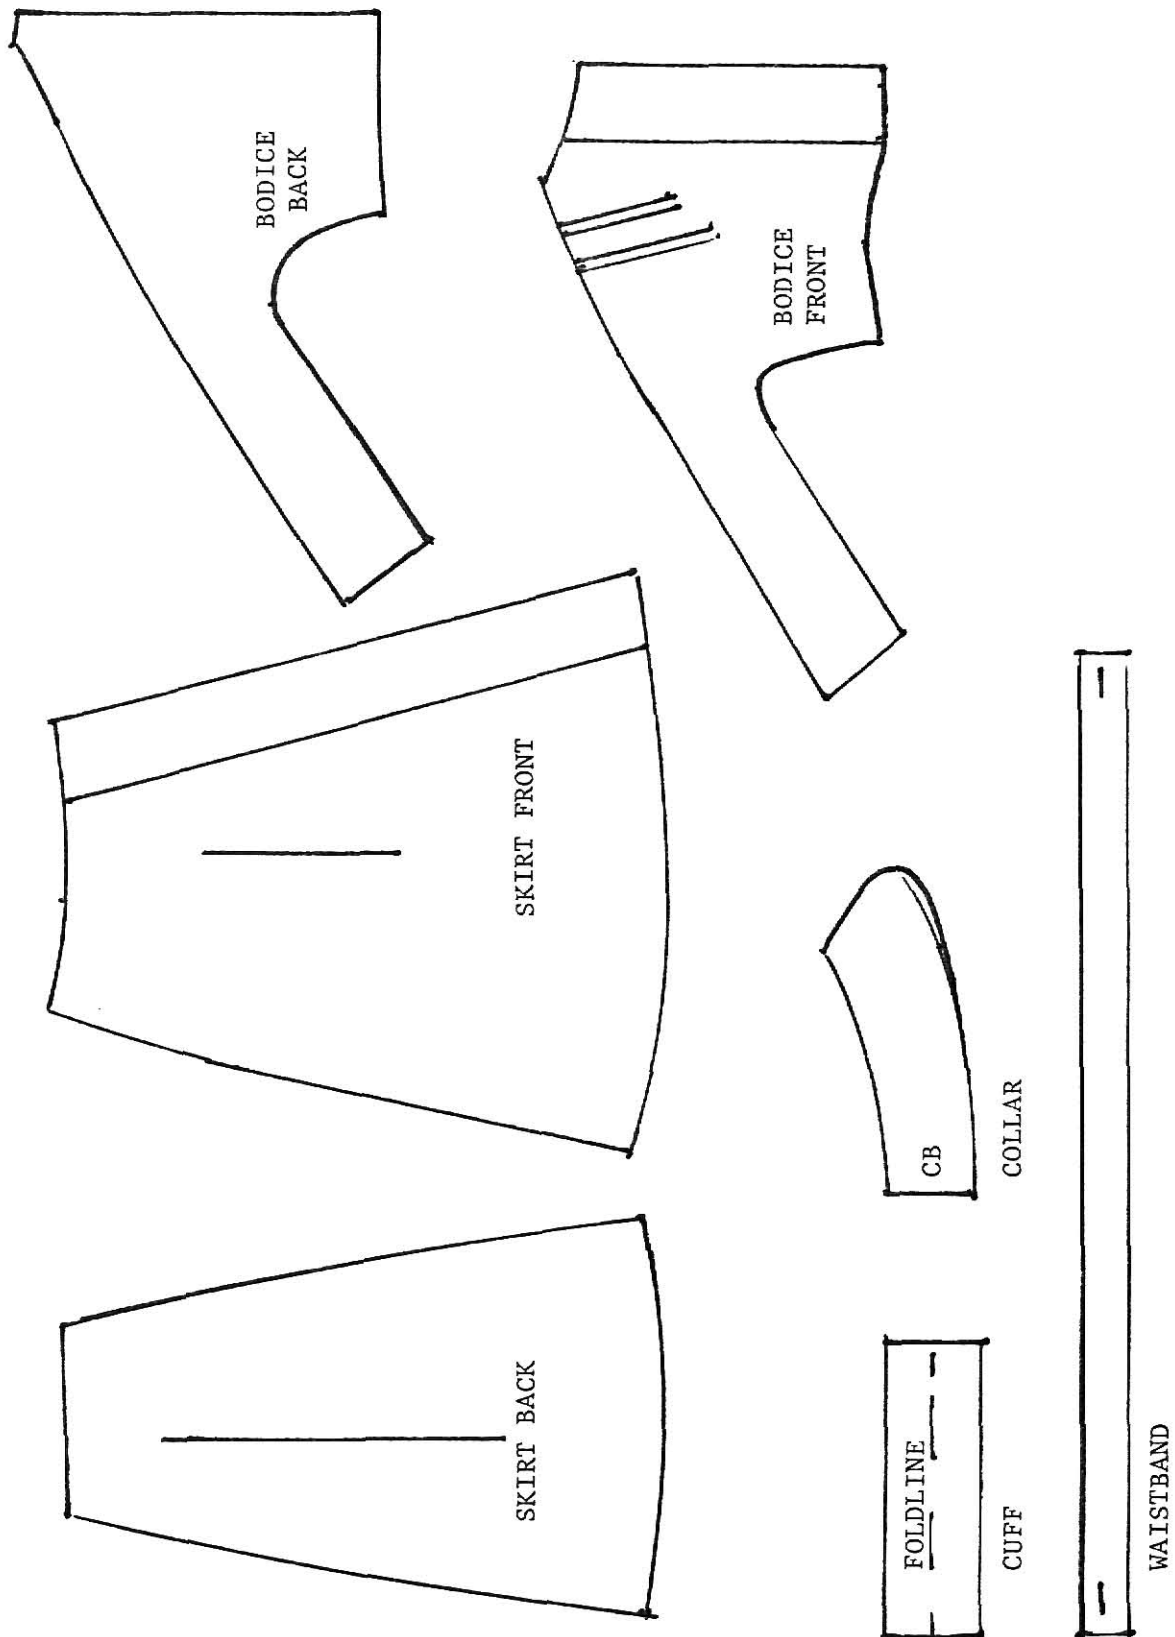 BODICE
BACK
BODICE
FRONT
SKIRT FRONT
SKIRT BACK
CB
COLLAR
FOLDLINE
CUFF
WAISTBAND